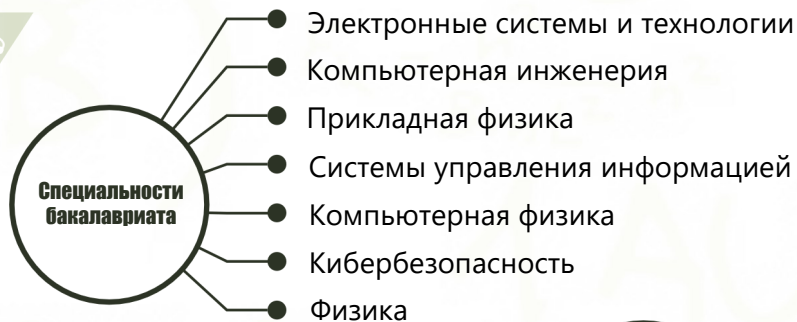 Электронные системы и технологии
Компьютерная инженерия
Прикладная физика
Системы управления информацией
Специальности
бакалавриата
Компьютерная физика
Кибербезопасность
Физика